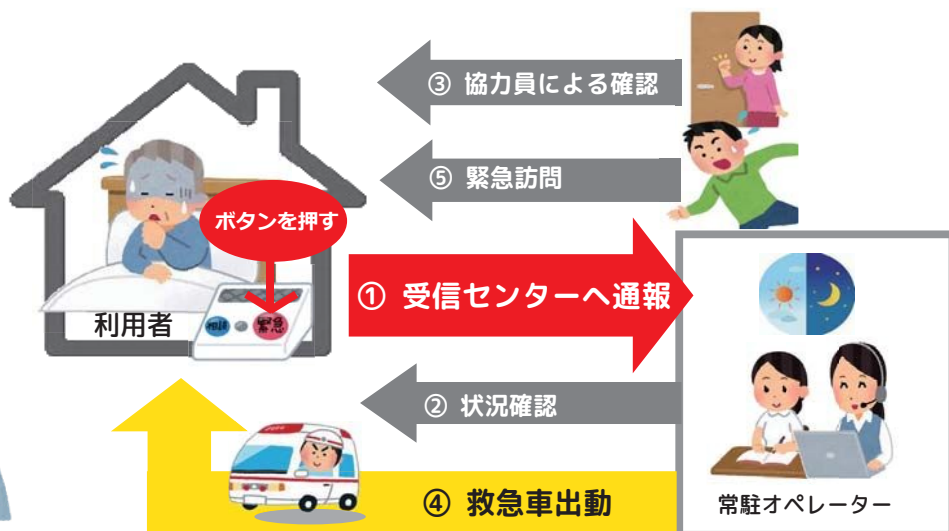 ③ 協力員による確認
⑤ 緊急訪問
ボタンを押す
① 受信センターへ通報
利用者
相談
緊急
② 状況確認
④ 救急車出動
常駐オペレーター